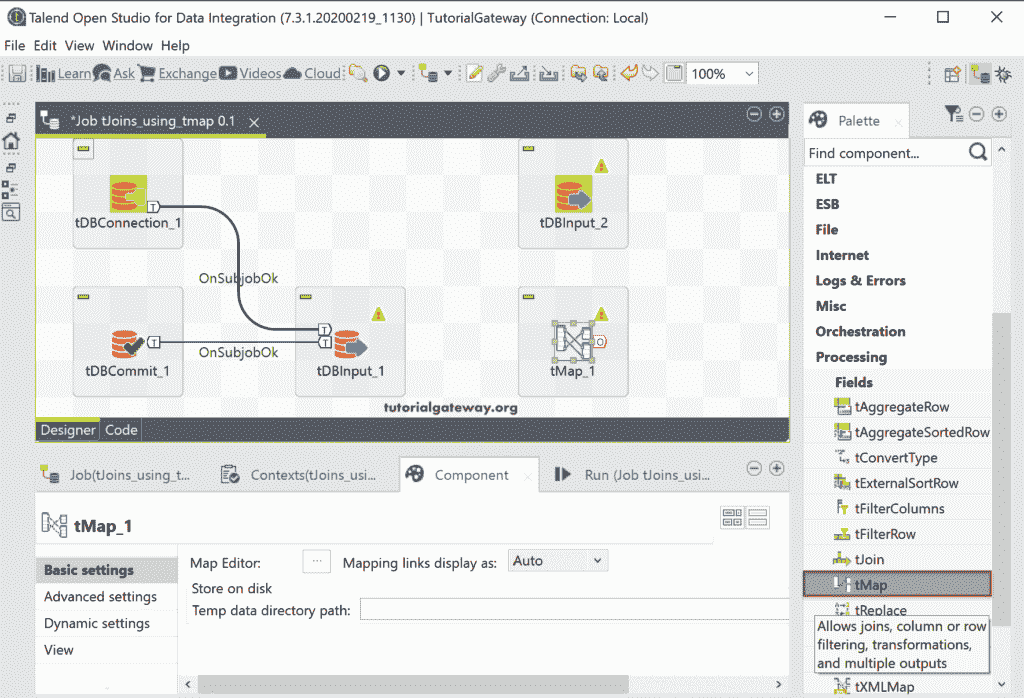 Talend Open Studio for Data Integration (7.3.1.20200219_1130) | TutorialGateway (Connection: Local)
File Edit View Window Help
Learn Ask Exchange Videos Cloud 100%
*Job tJoins_using_tmap 0.1
tDBConnection_1
T
tDBInput_2
OnSubjobOk
tDBCommit_1
T
OnSubjobOk
T
T
tDBInput_1
O
tMap_1
tutorialgateway.org
Designer Code
Palette
Find component...
ELT
ESB
File
Internet
Logs & Errors
Misc
Orchestration
Processing
Fields
tAggregateRow
tAggregateSortedRow
tConvertType
tExternalSortRow
tFilterColumns
tFilterRow
tJoin
tMap
tReplace
Allows joins, column or row
filtering, transformations,
and multiple outputs
tXMLMap
Job(tJoins_using_t... Contexts(tJoins_usi... Component Run (Job tJoins_usi...
tMap_1
Basic settings
Advanced settings
Dynamic settings
View
Map Editor: ... Mapping links display as: Auto
Store on disk
Temp data directory path: